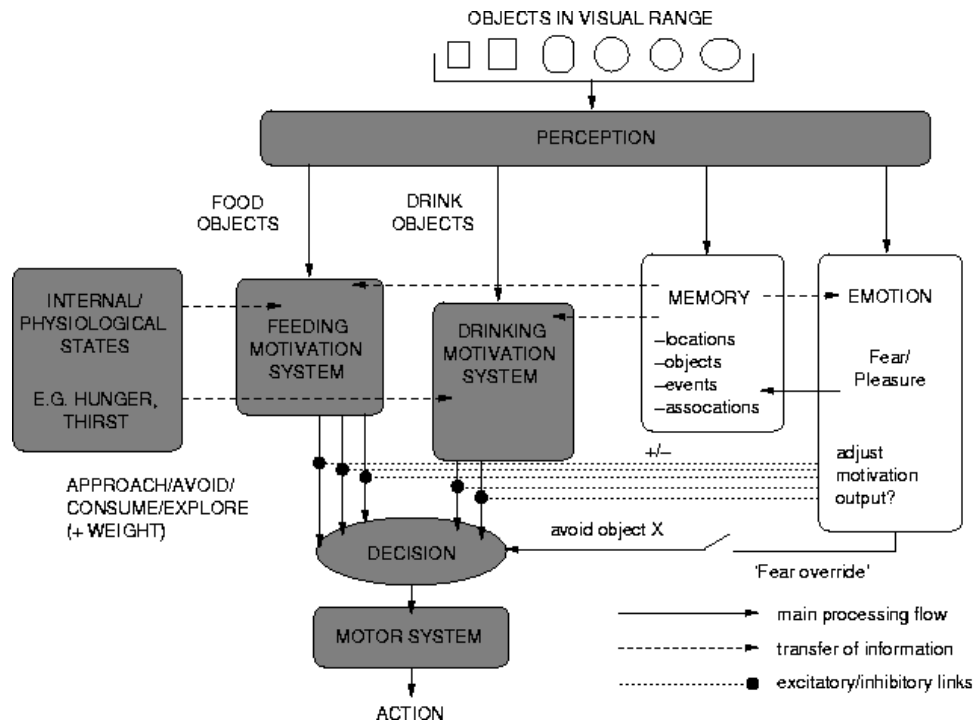 OBJECTS IN VISUAL RANGE
PERCEPTION
FOOD
OBJECTS
DRINK
OBJECTS
INTERNAL/
PHYSIOLOGICAL
STATES
E.G. HUNGER,
THIRST
FEEDING
MOTIVATION
SYSTEM
DRINKING
MOTIVATION
SYSTEM
MEMORY
–locations
–objects
–events
–assocations
EMOTION
Fear/
Pleasure
adjust
motivation
output?
+/–
APPROACH/AVOID/
CONSUME/EXPLORE
(+ WEIGHT)
DECISION
avoid object X
'Fear override'
MOTOR SYSTEM
ACTION
main processing flow
transfer of information
excitatory/inhibitory links